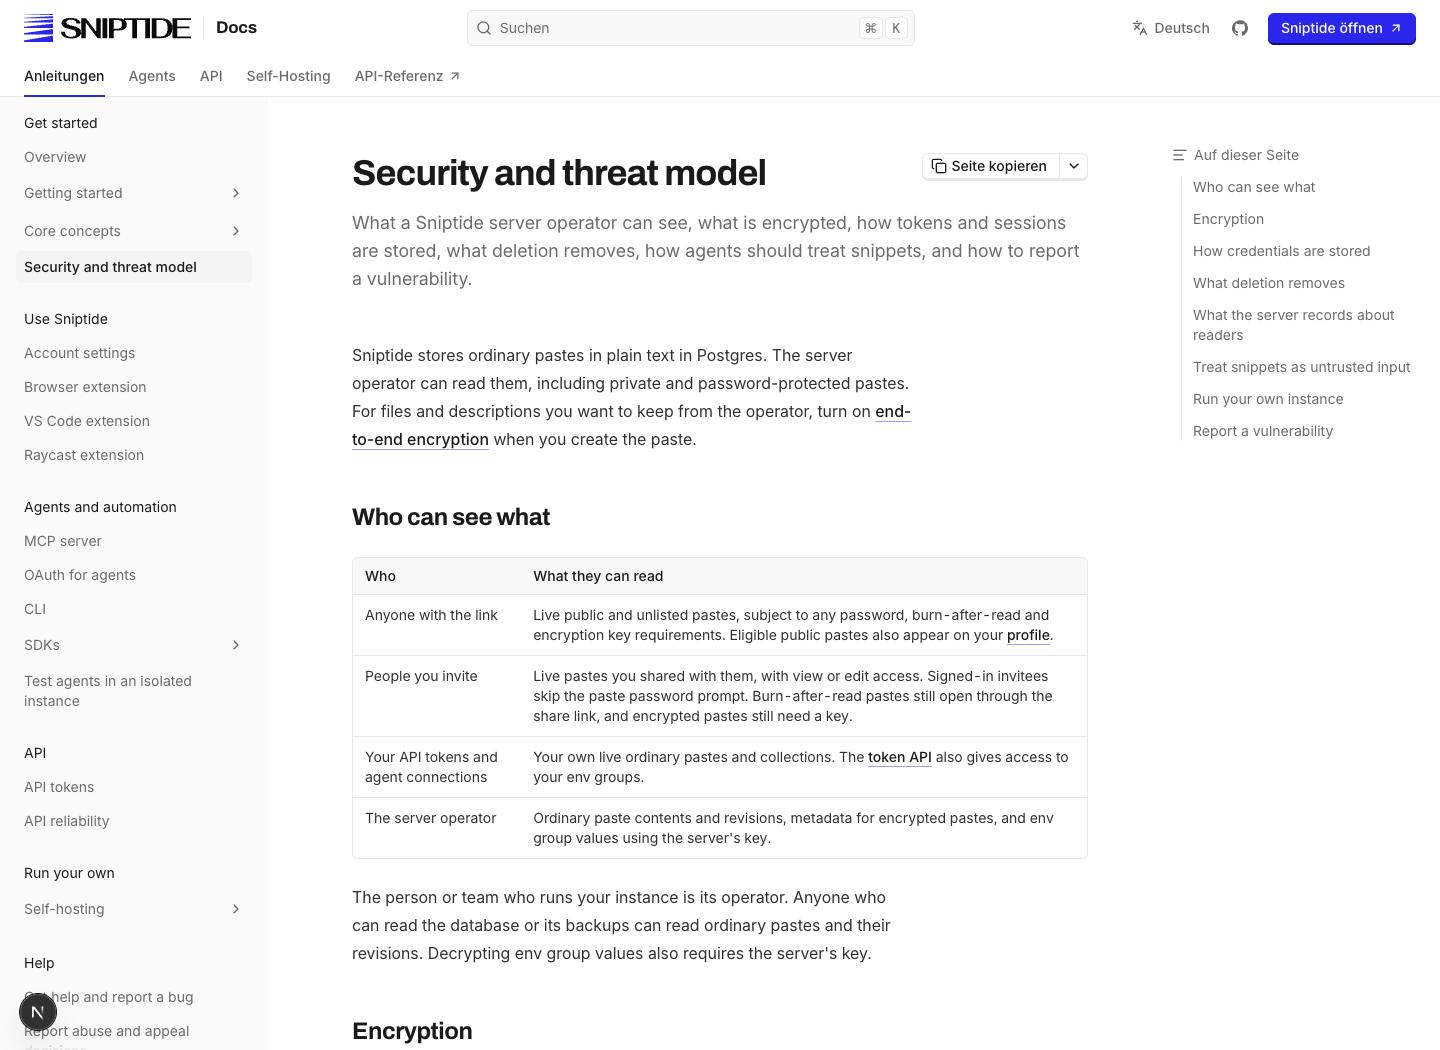 SNIPTIDE
Docs
Suchen
⌘ K
Deutsch
Sniptide öffnen
Anleitungen
Agents
API
Self-Hosting
API-Referenz
Get started
Overview
Getting started
Core concepts
Security and threat model
Use Sniptide
Account settings
Browser extension
VS Code extension
Raycast extension
Agents and automation
MCP server
OAuth for agents
CLI
SDKs
Test agents in an isolated
instance
API
API tokens
API reliability
Run your own
Self-hosting
Help
help and report a bug
Report abuse and appeal
Security and threat model
Seite kopieren
What a Sniptide server operator can see, what is encrypted, how tokens and sessions
are stored, what deletion removes, how agents should treat snippets, and how to report
a vulnerability.
Sniptide stores ordinary pastes in plain text in Postgres. The server
operator can read them, including private and password-protected pastes.
For files and descriptions you want to keep from the operator, turn on end-
to-end encryption when you create the paste.
Who can see what
Who
What they can read
Anyone with the link
Live public and unlisted pastes, subject to any password, burn-after-read and
encryption key requirements. Eligible public pastes also appear on your profile.
People you invite
Live pastes you shared with them, with view or edit access. Signed-in invitees
skip the paste password prompt. Burn-after-read pastes still open through the
share link, and encrypted pastes still need a key.
Your API tokens and
agent connections
Your own live ordinary pastes and collections. The token API also gives access to
your env groups.
The server operator
Ordinary paste contents and revisions, metadata for encrypted pastes, and env
group values using the server's key.
The person or team who runs your instance is its operator. Anyone who
can read the database or its backups can read ordinary pastes and their
revisions. Decrypting env group values also requires the server's key.
Encryption
Auf dieser Seite
Who can see what
Encryption
How credentials are stored
What deletion removes
What the server records about
readers
Treat snippets as untrusted input
Run your own instance
Report a vulnerability